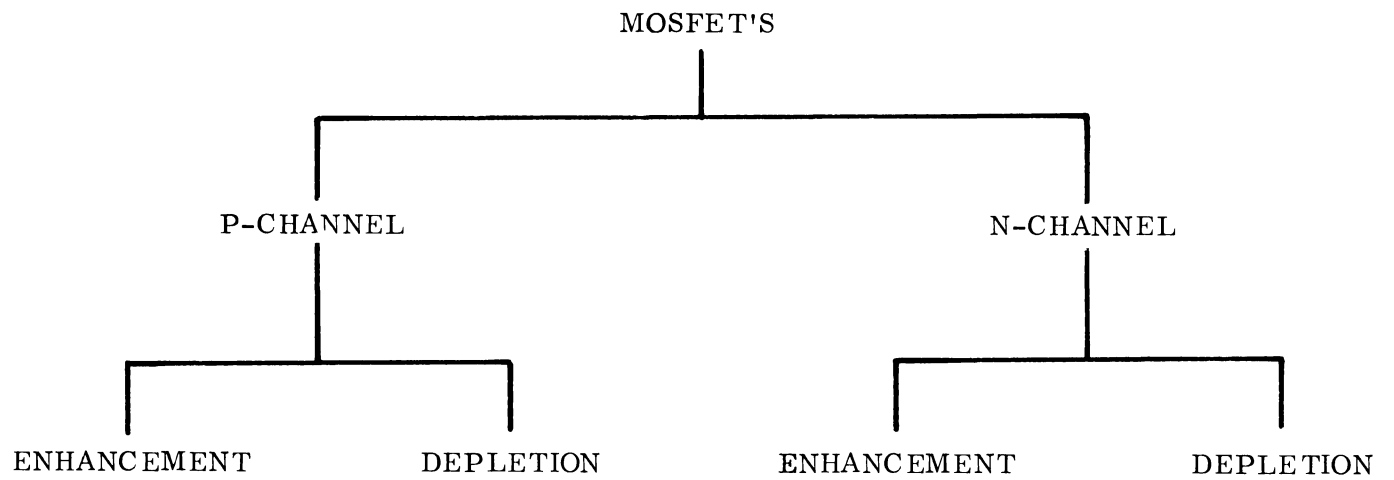 MOSFET'S
P-CHANNEL
N-CHANNEL
ENHANCEMENT
DEPLETION
ENHANCEMENT
DEPLETION